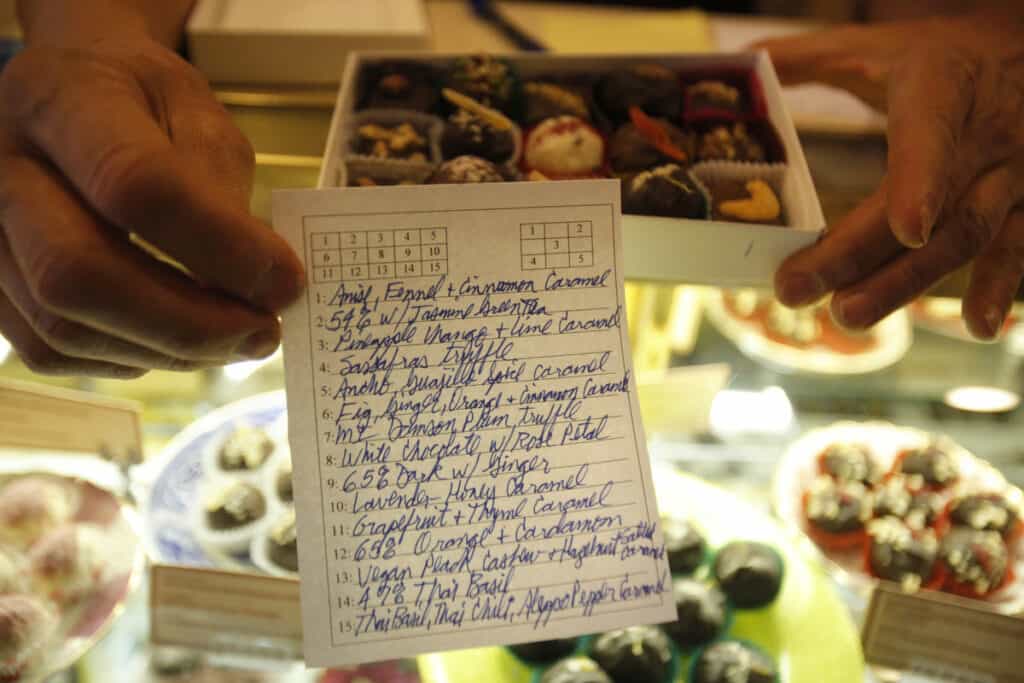 1 2 3 4 5
6 7 8 9 10
11 12 13 14 15
1 2
3
4 5
1: Anise, Fennel + Cinnamon Caramel
2: 54% w/ Jasmine Green Tea
3: Pineapple Mango + Lime Caramel
4: Sassafras Truffle
5: Ancho, Guajillo Spice Caramel
6: Fig, Ginger, Orange + Cinnamon Caramel
7: Mt Johnson Plain Truffle
8: White Chocolate w/ Rose Petal
9: 65% Dark w/ Ginger
10: Lavender-Honey Caramel
11: Grapefruit + Thyme Caramel
12: 65% Orange + Cardamon
13: Vegan Peach Cashew + Hazelnut Salted Caramel
14: 47% Thai Basil
15: Thai Basil, Thai Chili, Aleppo Pepper Caramel